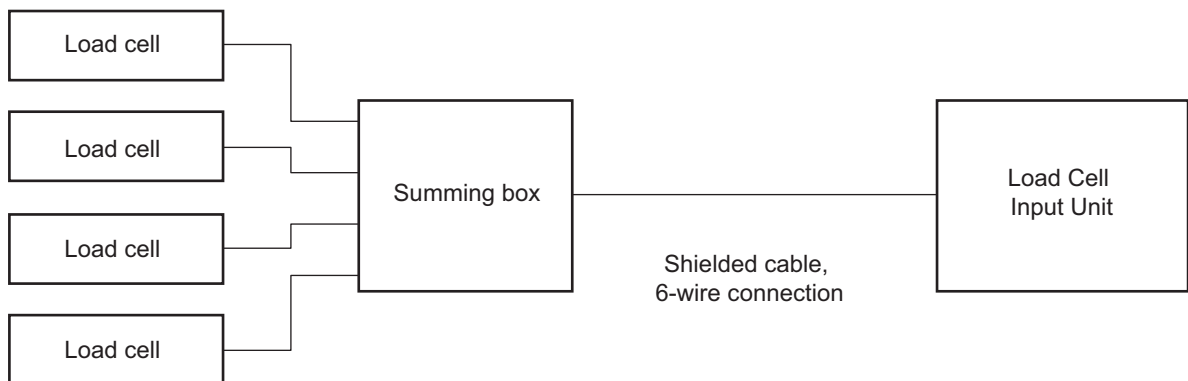 Load cell
Load cell
Load cell
Load cell
Summing box
Shielded cable,
6-wire connection
Load Cell
Input Unit